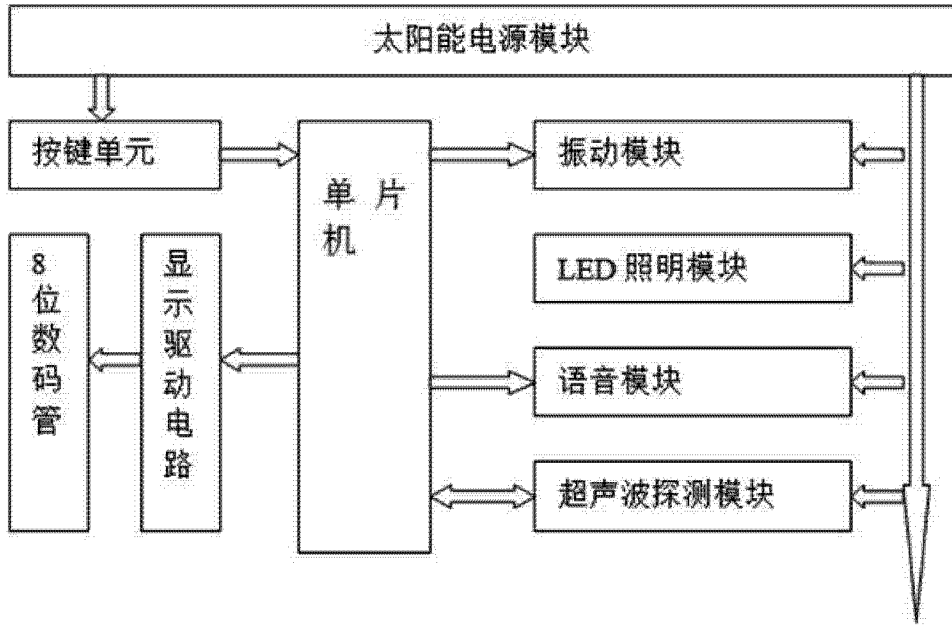 太阳能电源模块
按键单元
单片
机
振动模块
LED 照明模块
语音模块
超声波探测模块
8
位
数
码
管
显
示
驱
动
电
路